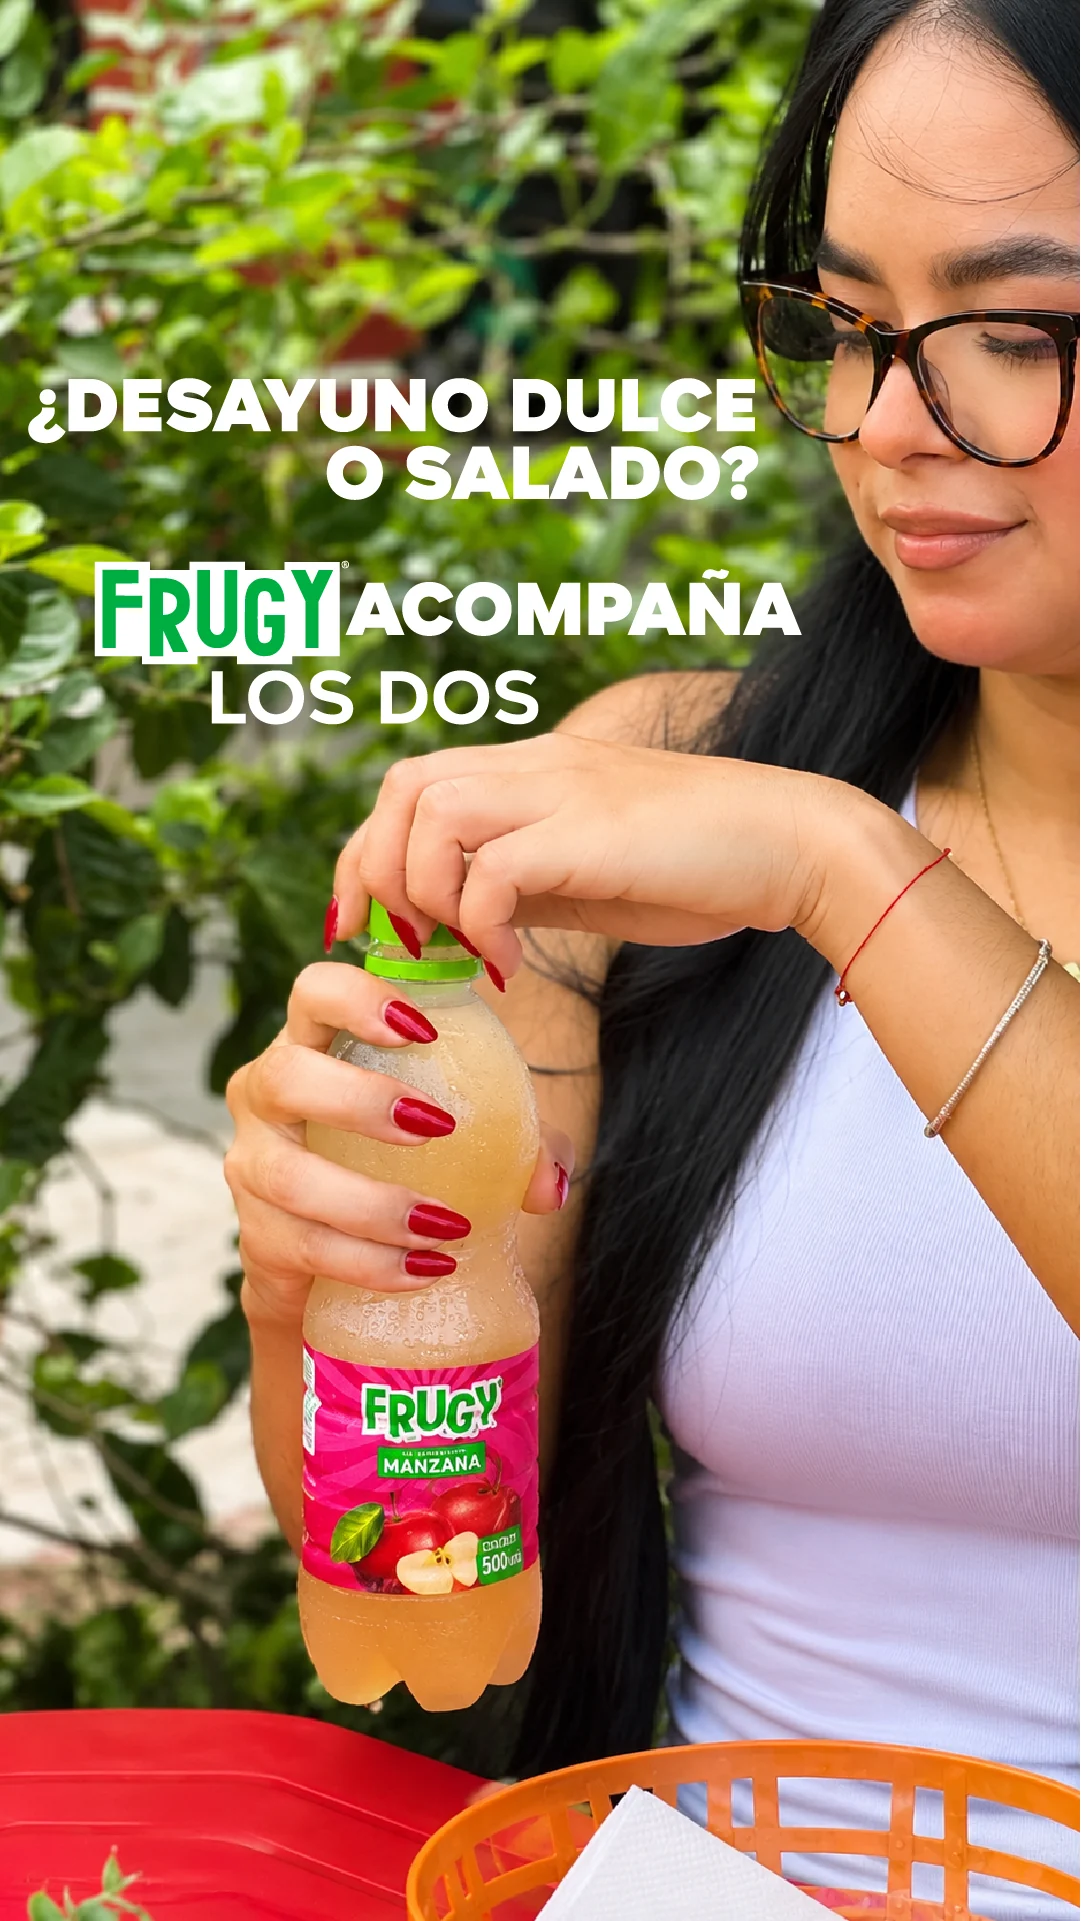 ¿DESAYUNO DULCE
O SALADO?
FRUGY® ACOMPAÑA
LOS DOS
FRUGY
MANZANA
500